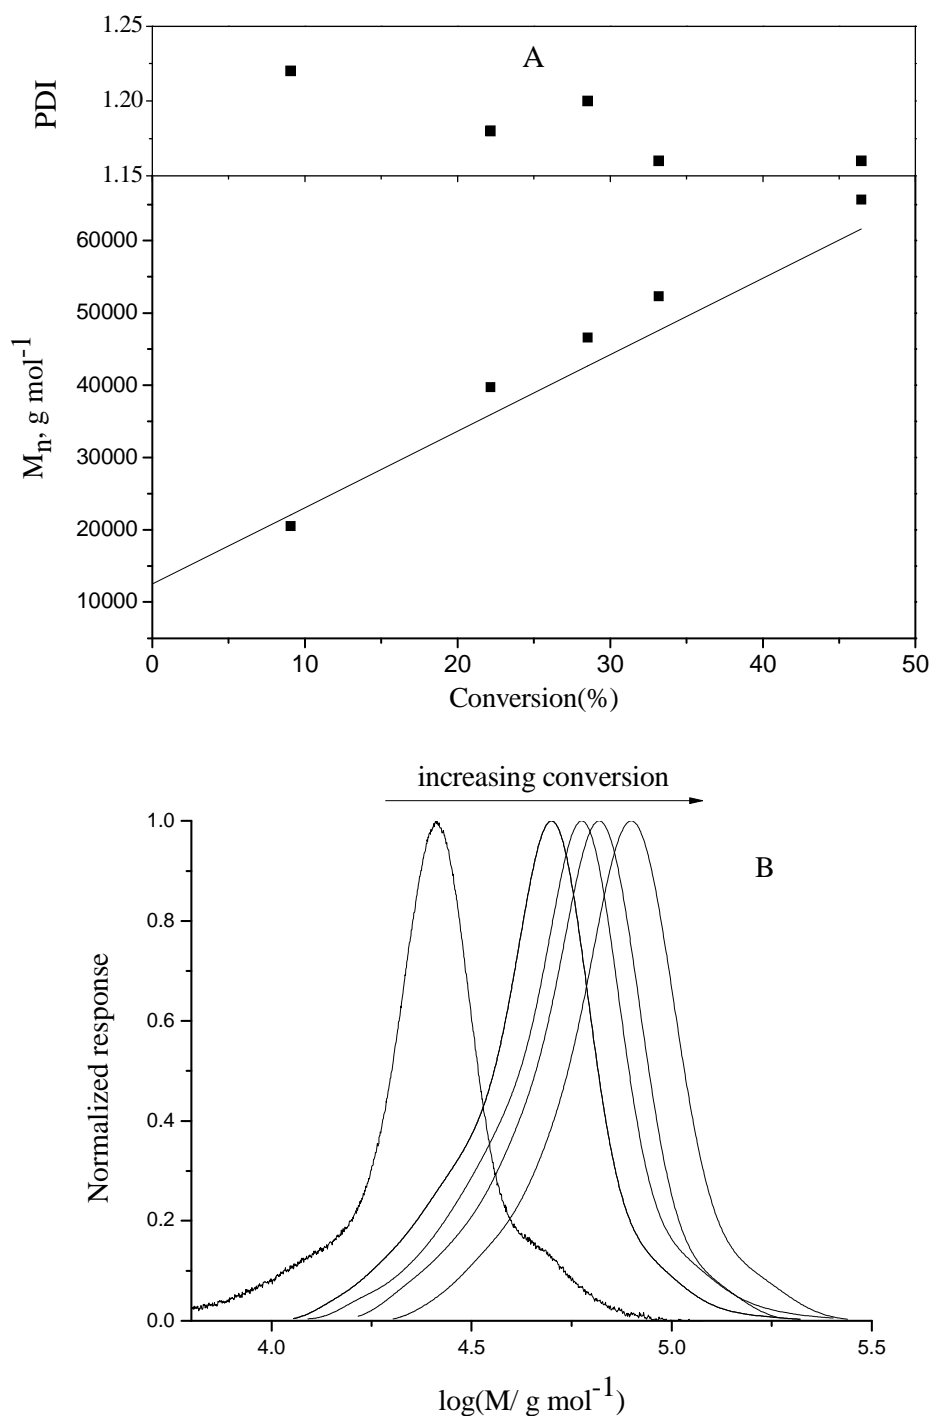 1.25
A
PDI
1.20
1.15
60000
50000
40000
30000
20000
10000
Mn, g mol-1
0 10 20 30 40 50
Conversion(%)
increasing conversion
B
1.0
0.8
0.6
0.4
0.2
0.0
Normalized response
4.0 4.5 5.0 5.5
log(M/ g mol-1)